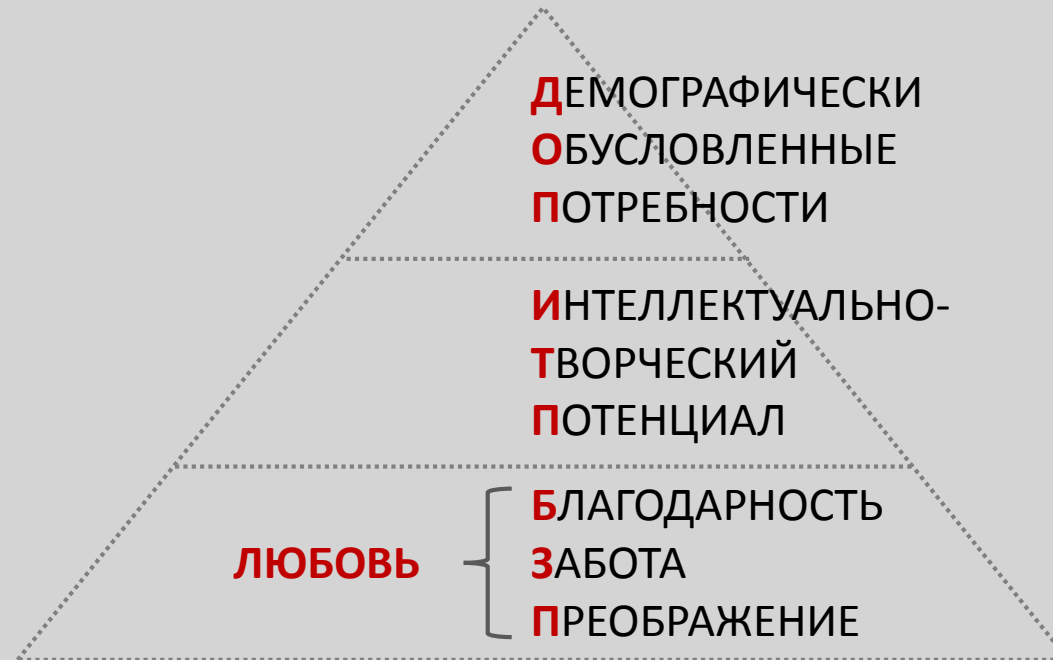 ДЕМОГРАФИЧЕСКИ
ОБУСЛОВЛЕННЫЕ
ПОТРЕБНОСТИ
ИНТЕЛЛЕКТУАЛЬНО-
ТВОРЧЕСКИЙ
ПОТЕНЦИАЛ
БЛАГОДАРНОСТЬ
ЛЮБОВЬ ЗАБОТА
ПРЕОБРАЖЕНИЕ